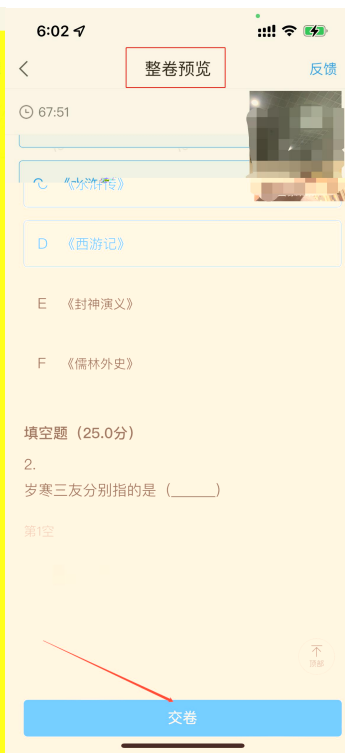 6:02
整卷预览
反馈
67:51
C 《水浒传》
D 《西游记》
E 《封神演义》
F 《儒林外史》
填空题（25.0分）
2.
岁寒三友分别指的是（_____）
第1空
顶部
交卷